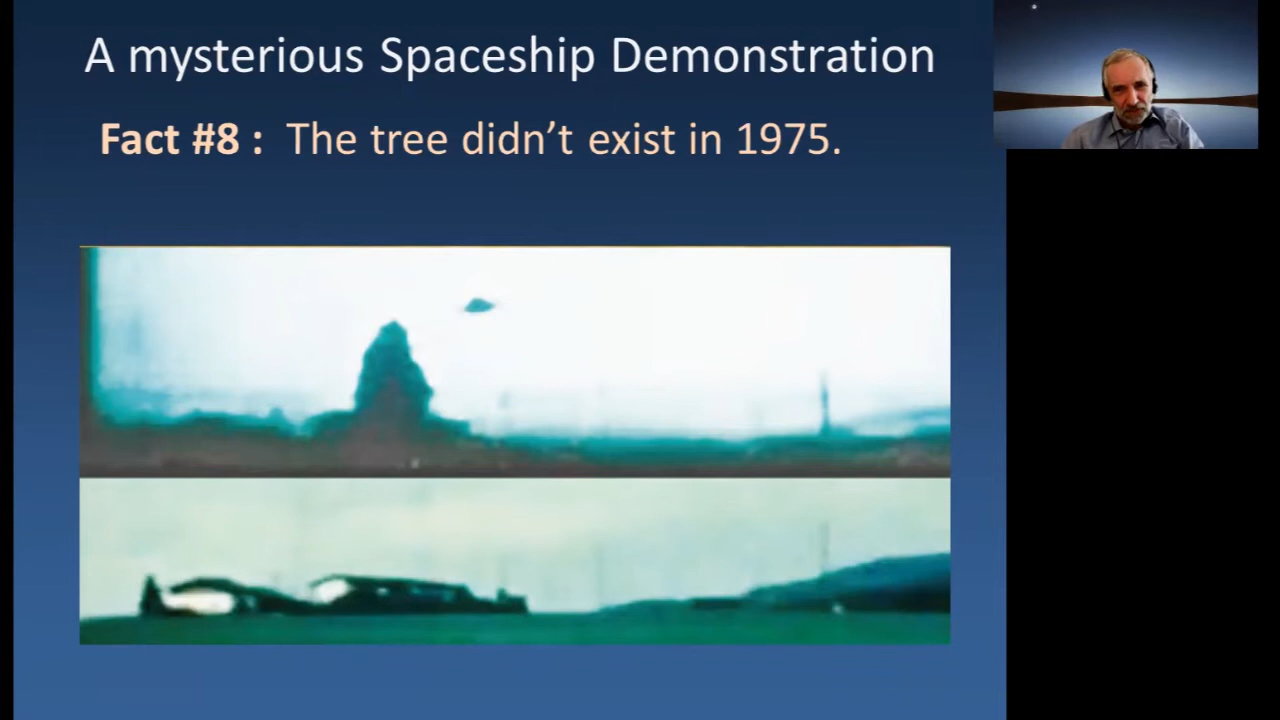 A mysterious Spaceship Demonstration
Fact #8 : The tree didn’t exist in 1975.